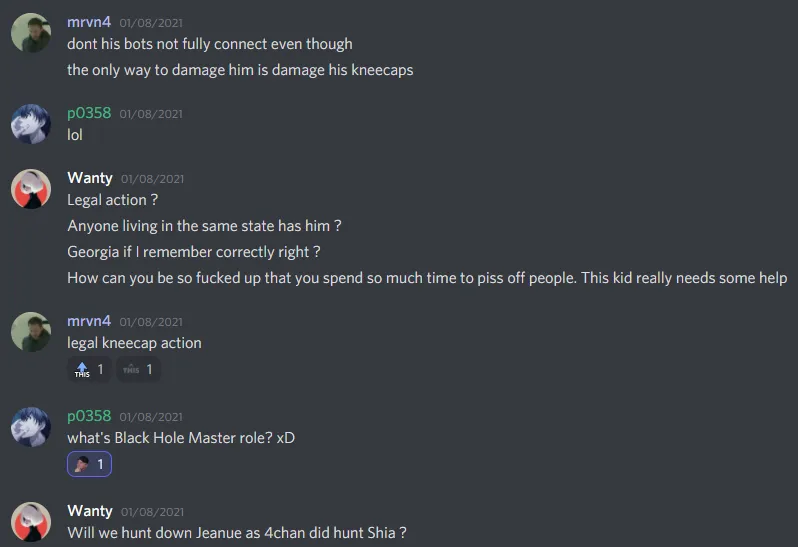 mrvn4 01/08/2021
dont his bots not fully connect even though
the only way to damage him is damage his kneecaps
p0358 01/08/2021
lol
Wanty 01/08/2021
Legal action ?
Anyone living in the same state has him ?
Georgia if I remember correctly right ?
How can you be so fucked up that you spend so much time to piss off people. This kid really needs some help
mrvn4 01/08/2021
legal kneecap action
THIS 1 THIS 1
p0358 01/08/2021
what's Black Hole Master role? xD
1
Wanty 01/08/2021
Will we hunt down Jeanue as 4chan did hunt Shia ?